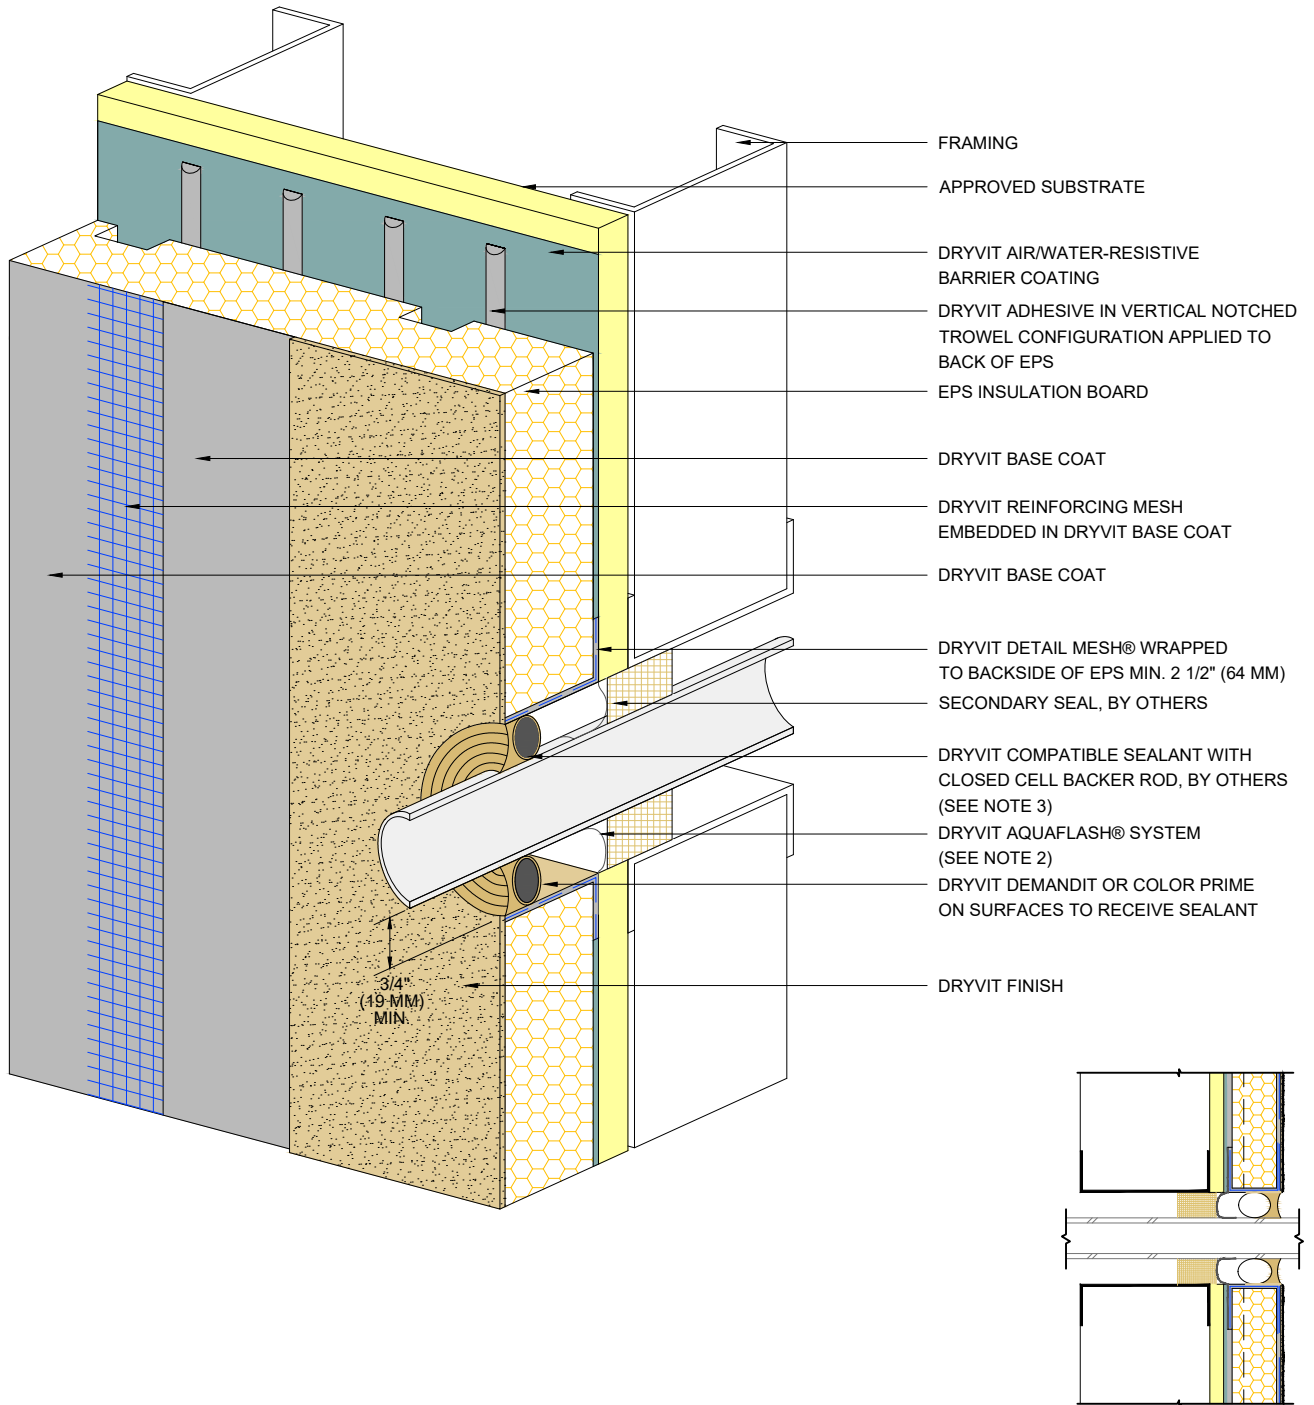 FRAMING
APPROVED SUBSTRATE
DRYVIT AIR/WATER-RESISTIVE
BARRIER COATING
DRYVIT ADHESIVE IN VERTICAL NOTCHED
TROWEL CONFIGURATION APPLIED TO
BACK OF EPS
EPS INSULATION BOARD
DRYVIT BASE COAT
DRYVIT REINFORCING MESH
EMBEDDED IN DRYVIT BASE COAT
DRYVIT BASE COAT
DRYVIT DETAIL MESH® WRAPPED
TO BACKSIDE OF EPS MIN. 2 1/2" (64 MM)
SECONDARY SEAL, BY OTHERS
DRYVIT COMPATIBLE SEALANT WITH
CLOSED CELL BACKER ROD, BY OTHERS
(SEE NOTE 3)
DRYVIT AQUAFLASH® SYSTEM
(SEE NOTE 2)
DRYVIT DEMANDIT OR COLOR PRIME
ON SURFACES TO RECEIVE SEALANT
DRYVIT FINISH
3/4"
(19 MM)
MIN.